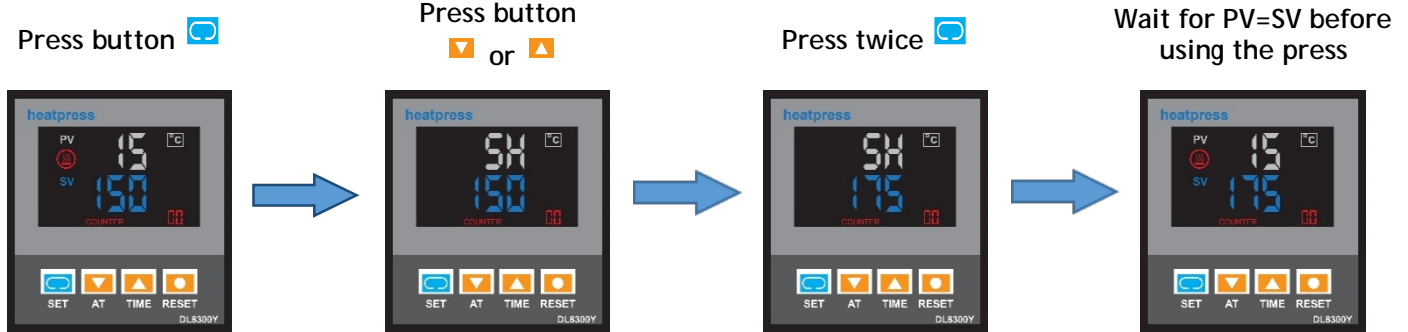 Press button
Press button
or
Press twice
Wait for PV=SV before
using the press
heatpress
PV 15 °C
SV 150
COUNTER 00
SET AT TIME RESET
DL8300Y
heatpress
SH °C
150
COUNTER 00
SET AT TIME RESET
DL8300Y
heatpress
SH °C
175
COUNTER 00
SET AT TIME RESET
DL8300Y
heatpress
PV 15 °C
SV 175
COUNTER 00
SET AT TIME RESET
DL8300Y